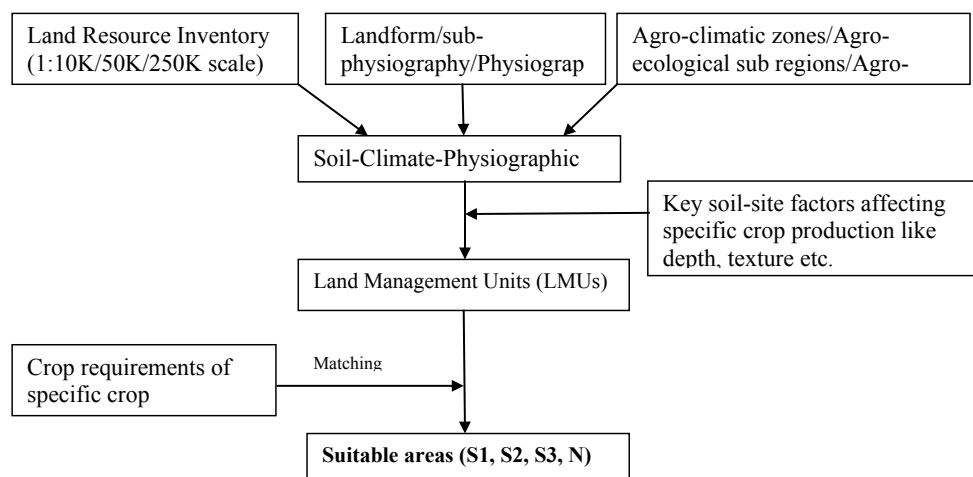 Land Resource Inventory
(1:10K/50K/250K scale)
Landform/sub-
physiography/Physiograp
Agro-climatic zones/Agro-
ecological sub regions/Agro-
Soil-Climate-Physiographic
Key soil-site factors affecting
specific crop production like
depth, texture etc.
Land Management Units (LMUs)
Crop requirements of
specific crop
Matching
Suitable areas (S1, S2, S3, N)